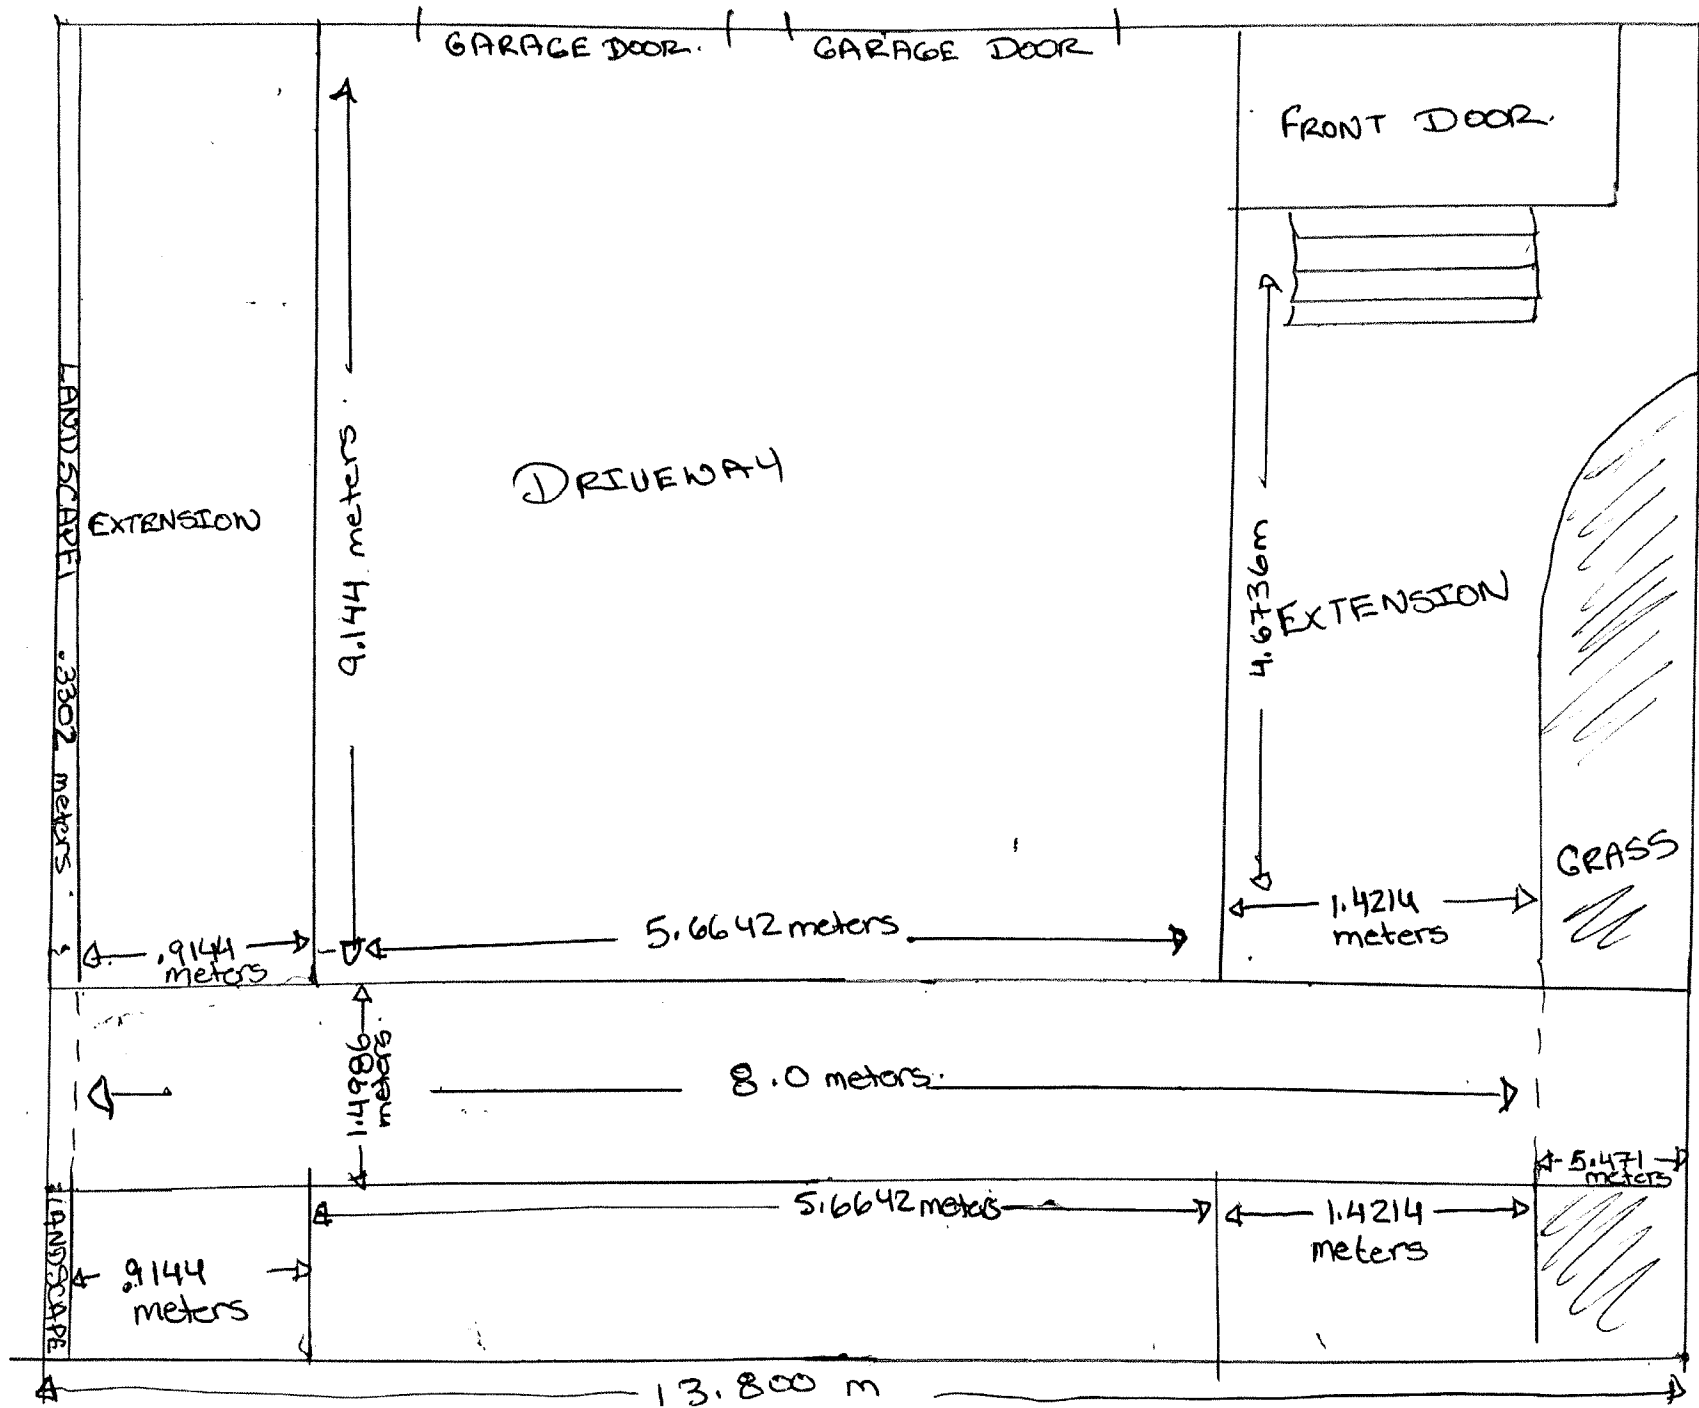 GARAGE DOOR.
GARAGE DOOR
FRONT DOOR.
LANDSCAPE .3302 meters.
EXTENSION
9.144 meters.
DRIVEWAY
4.6736m
EXTENSION
GRASS
.9144
meters
5.6642 meters.
1.4214
meters
1.4986
meters.
8.0 meters.
5.471
meters
LANDSCAPE
.9144
meters
5.6642 meters
1.4214
meters
13.800 m